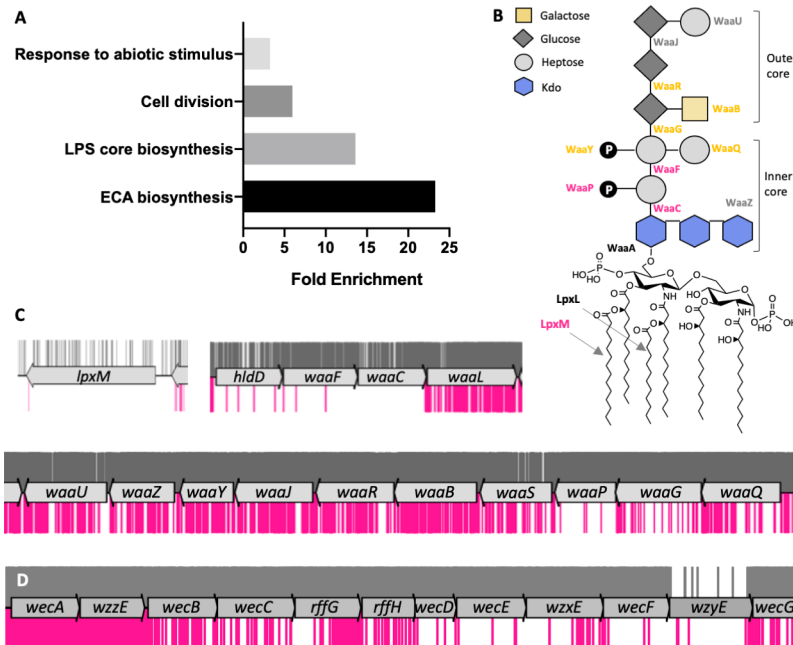 A
Response to abiotic stimulus
Cell division
LPS core biosynthesis
ECA biosynthesis
0 5 10 15 20 25
Fold Enrichment
B
Galactose
Glucose
Heptose
Kdo
WaaU
WaaJ
Oute
core
WaaR
WaaB
WaaG
WaaY P WaaQ
WaaF
Inner
core
WaaP P
WaaZ
WaaC
WaaA
LpxL
LpxM
C
lpxM
hldD waaF waaC waaL
waaU waaZ waaY waaJ waaR waaB waaS waaP waaG waaQ
D
wecA wzzE wecB wecC rffG rffH wecD wecE wzxE wecF wzyE wecG